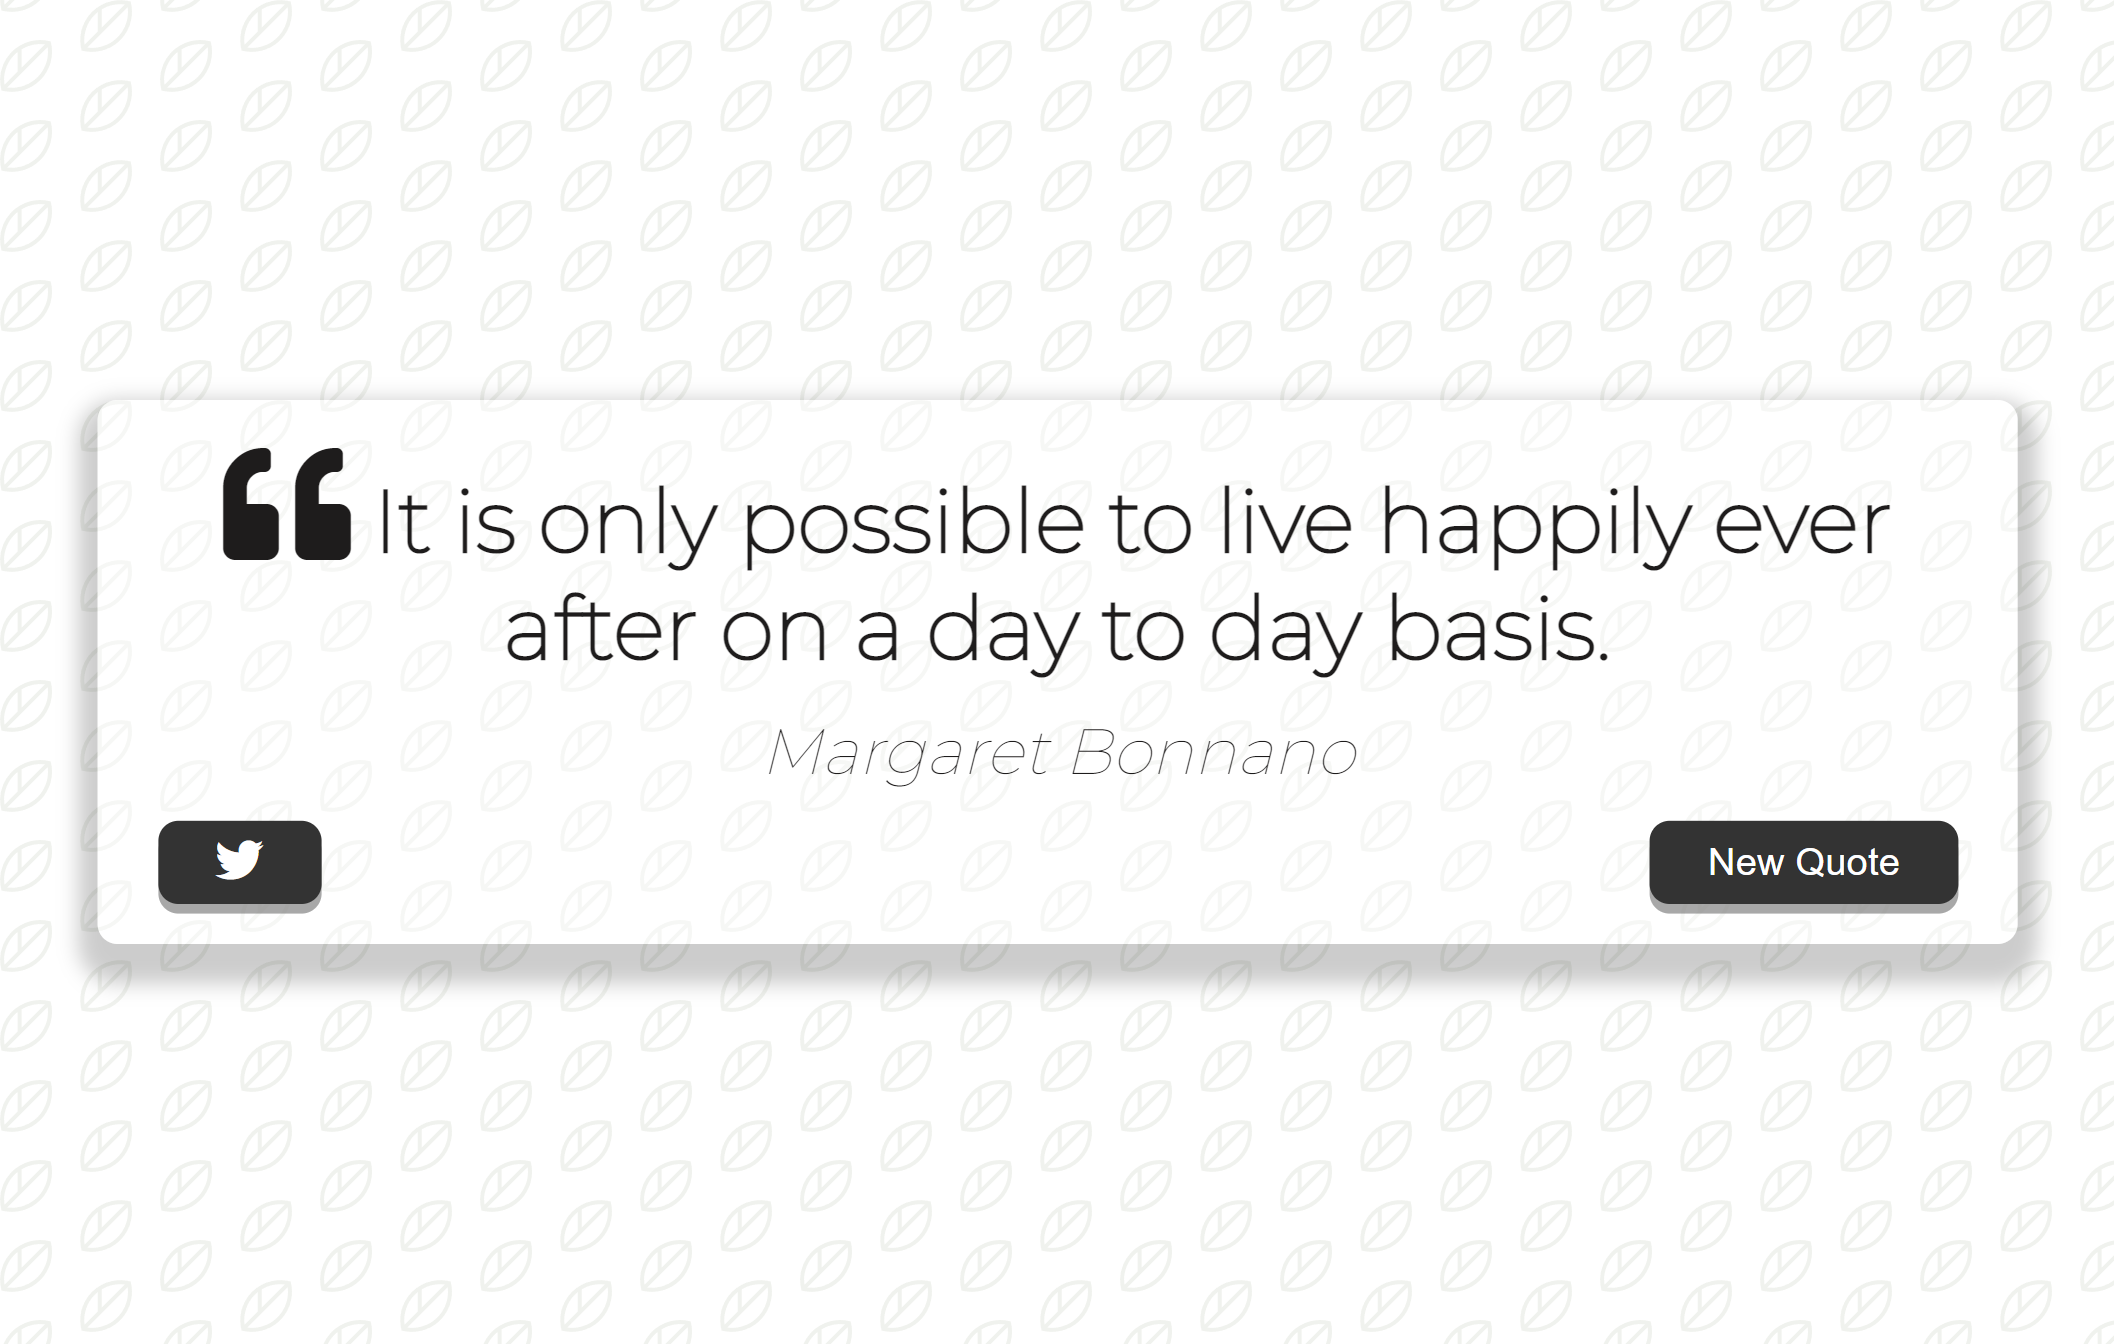 “ It is only possible to live happily ever
after on a day to day basis.
Margaret Bonnano
New Quote